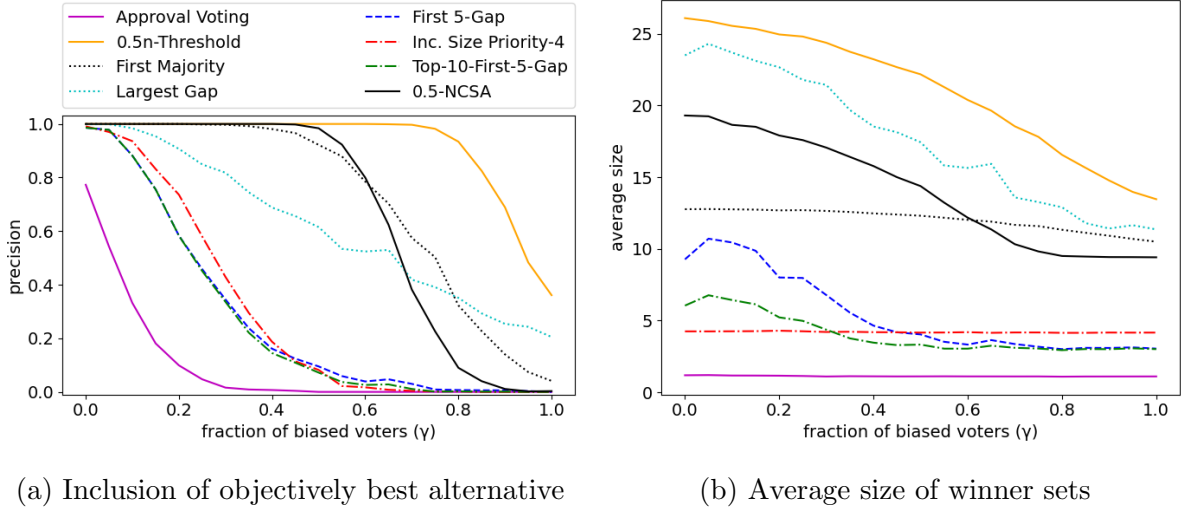 Approval Voting
0.5n-Threshold
First Majority
Largest Gap
First 5-Gap
Inc. Size Priority-4
Top-10-First-5-Gap
0.5-NCSA
1.0
0.8
0.6
0.4
0.2
0.0
precision
0.0 0.2 0.4 0.6 0.8 1.0
fraction of biased voters (γ)
(a) Inclusion of objectively best alternative
25
20
15
10
5
0
average size
0.0 0.2 0.4 0.6 0.8 1.0
fraction of biased voters (γ)
(b) Average size of winner sets